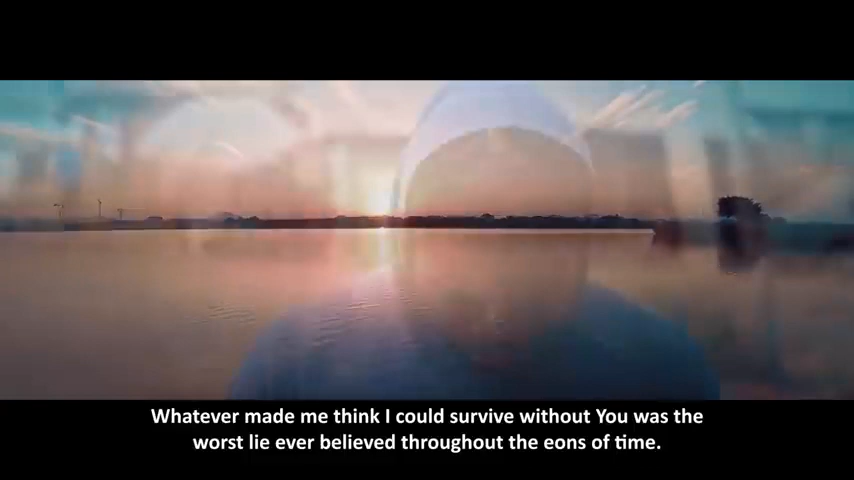 Whatever made me think I could survive without You was the
worst lie ever believed throughout the eons of time.